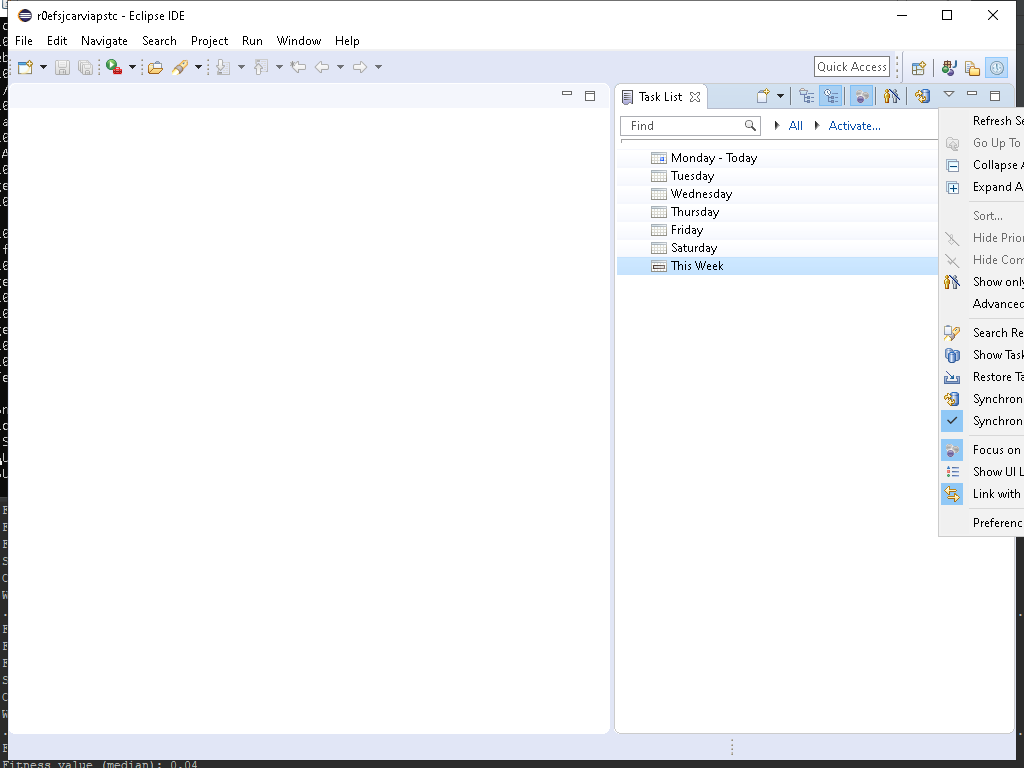 r0efsjcarviapstc - Eclipse IDE
File Edit Navigate Search Project Run Window Help
Quick Access
Task List
Find All Activate...
Monday - Today
Tuesday
Wednesday
Thursday
Friday
Saturday
This Week
Refresh Se
Go Up To
Collapse A
Expand A
Sort...
Hide Prior
Hide Com
Show only
Advanced
Search Re
Show Task
Restore Ta
Synchron
Synchron
Focus on
Show UI L
Link with
Preferenc
Fitness value (median): 0.04